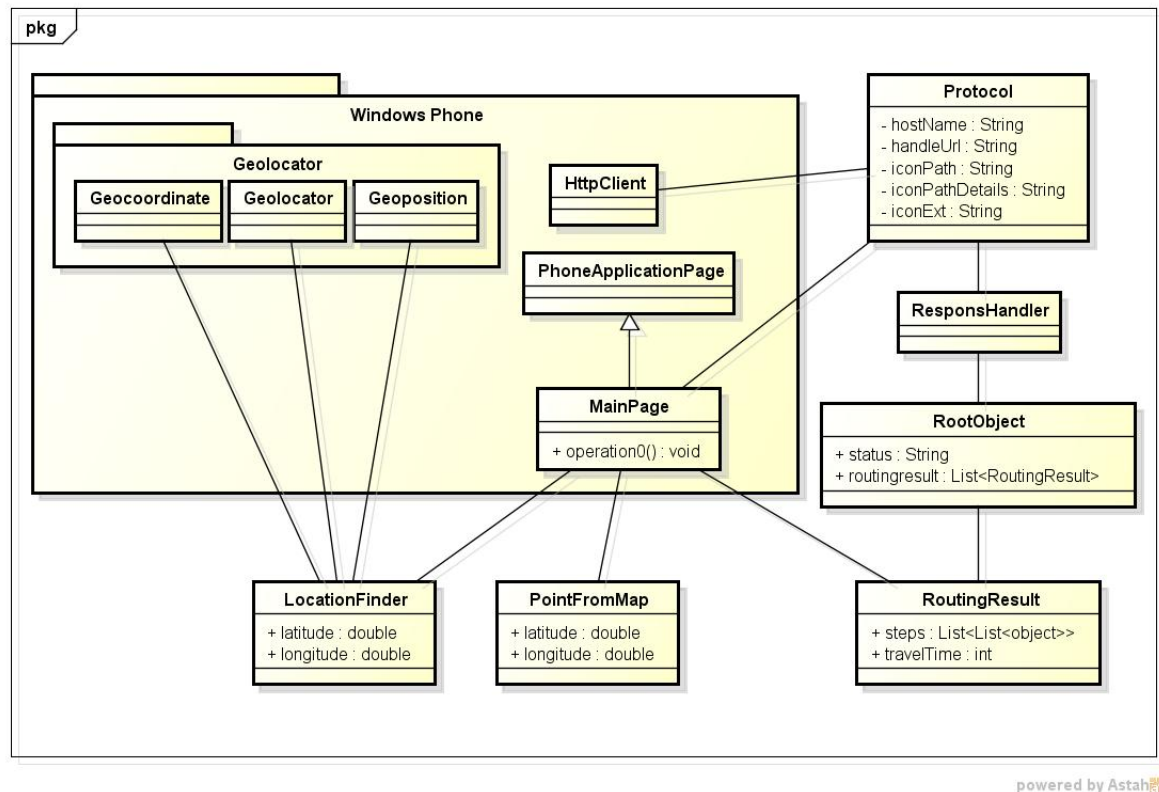 pkg
Windows Phone
Geolocator
Geocoordinate
Geolocator
Geoposition
HttpClient
PhoneApplicationPage
MainPage
+ operation0() : void
Protocol
- hostName : String
- handleUrl : String
- iconPath : String
- iconPathDetails : String
- iconExt : String
ResponsHandler
RootObject
+ status : String
+ routingresult : List<RoutingResult>
LocationFinder
+ latitude : double
+ longitude : double
PointFromMap
+ latitude : double
+ longitude : double
RoutingResult
+ steps : List<List<object>>
+ travelTime : int
powered by Astah